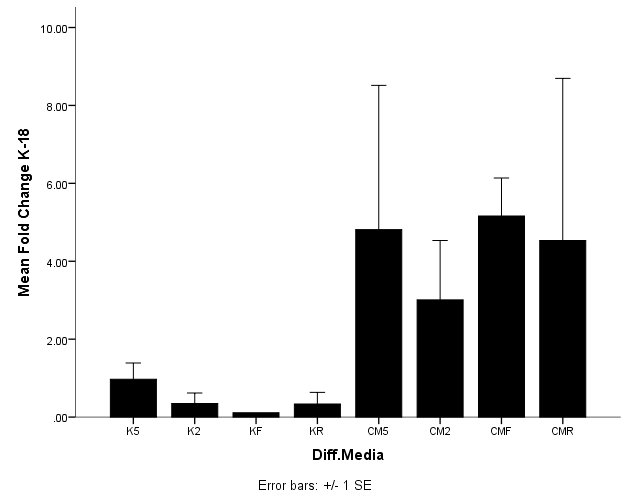 10.00
8.00
6.00
4.00
2.00
.00
Mean Fold Change K-18
K5 K2 KF KR CM5 CM2 CMF CMR
Diff.Media
Error bars: +/- 1 SE